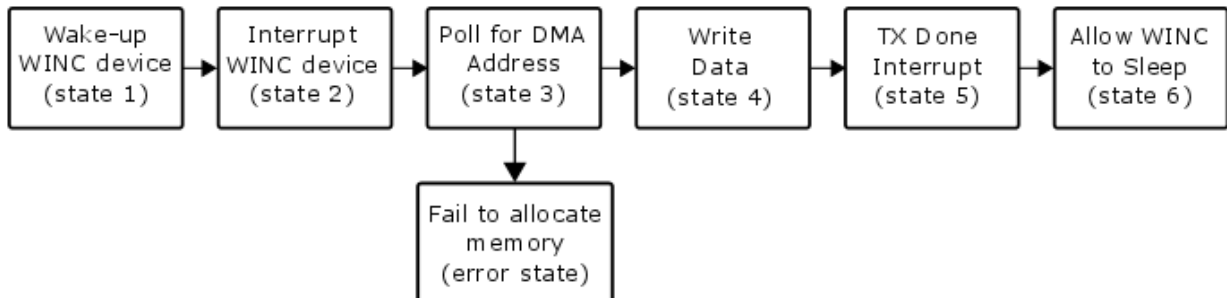 Wake-up
WINC device
(state 1)
Interrupt
WINC device
(state 2)
Poll for DMA
Address
(state 3)
Write
Data
(state 4)
TX Done
Interrupt
(state 5)
Allow WINC
to Sleep
(state 6)
Fail to allocate
memory
(error state)